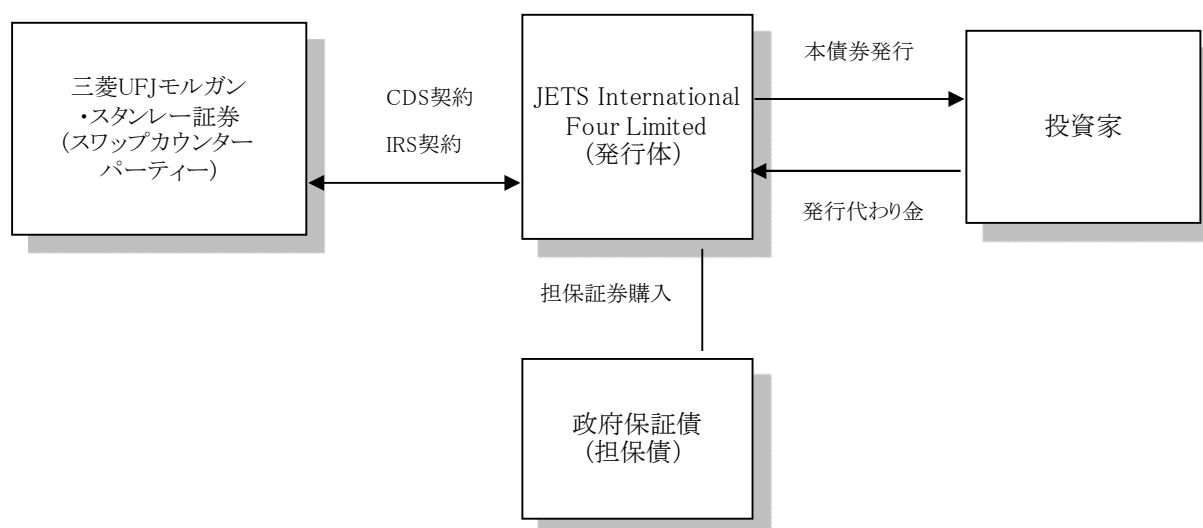 三菱UFJモルガン
・スタンレー証券
(スワップカウンター
パーティー)
CDS契約
IRS契約
JETS International
Four Limited
(発行体)
本債券発行
発行代わり金
投資家
担保証券購入
政府保証債
(担保債)